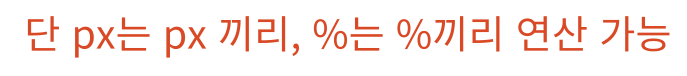 단 px는 px 끼리, %는 %끼리 연산 가능